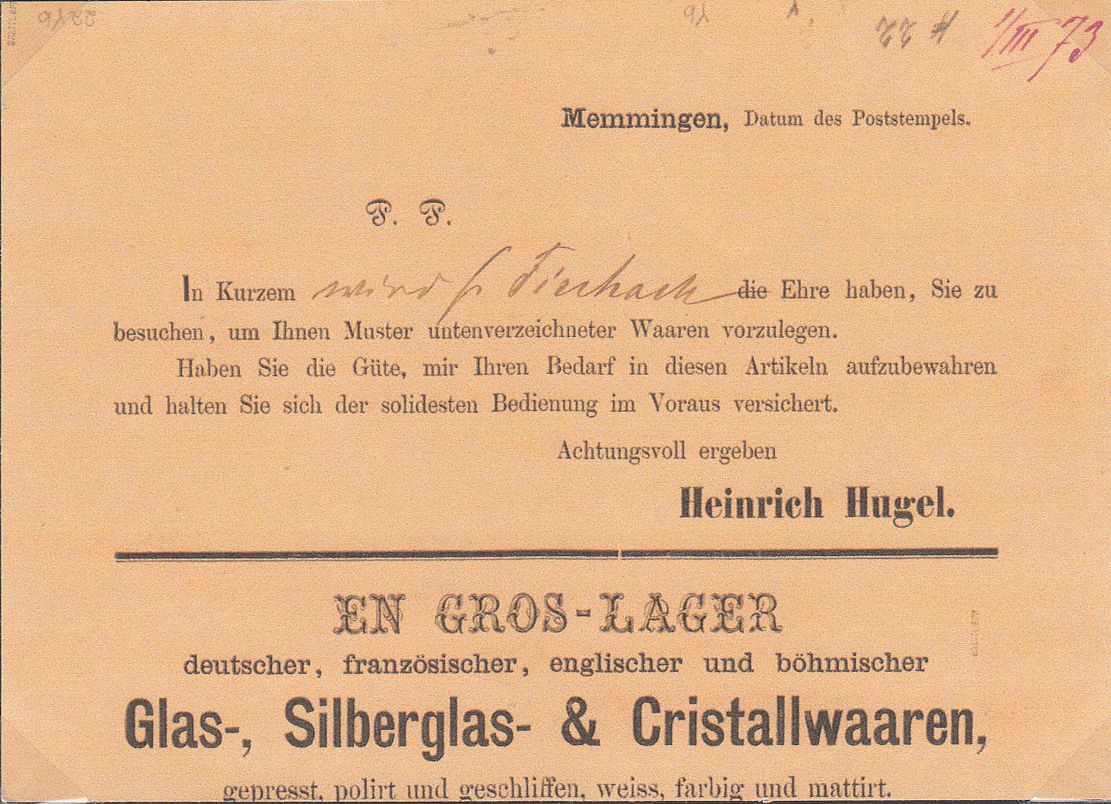 1/III 73
22
Memmingen, Datum des Poststempels.
P. P.
In Kurzem wird H. Fischach die Ehre haben, Sie zu
besuchen, um Ihnen Muster untenverzeichneter Waaren vorzulegen.
Haben Sie die Güte, mir Ihren Bedarf in diesen Artikeln aufzubewahren
und halten Sie sich der solidesten Bedienung im Voraus versichert.
Achtungsvoll ergeben
Heinrich Hugel.
EN GROS-LAGER
deutscher, französischer, englischer und böhmischer
Glas-, Silberglas- & Cristallwaaren,
gepresst, polirt und geschliffen, weiss, farbig und mattirt.